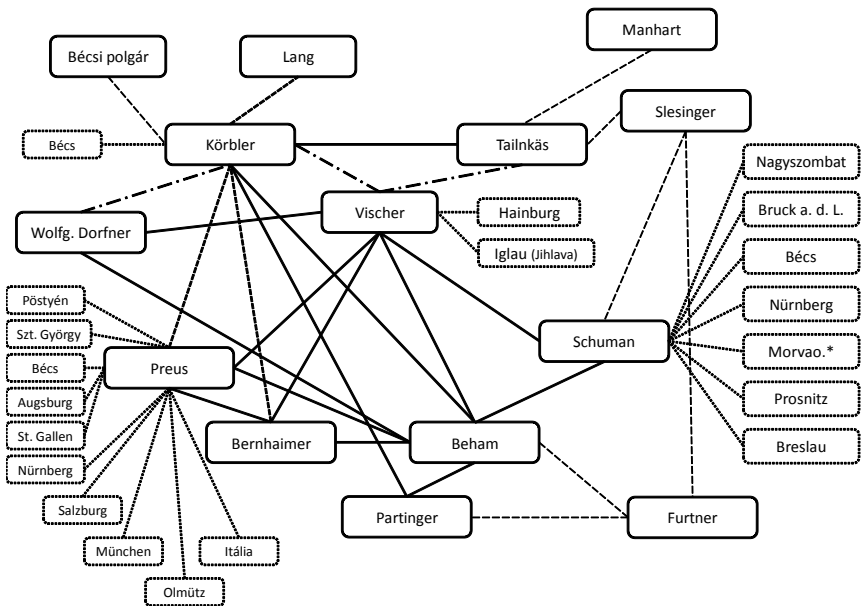 Manhart
Bécsi polgár
Lang
Slesinger
Bécs
Körbler
Tailnkäs
Nagyszombat
Vischer
Hainburg
Bruck a. d. L.
Wolfg. Dorfner
Iglau (Jihlava)
Bécs
Pöstyén
Nürnberg
Szt. György
Schuman
Morvao.*
Bécs
Preus
Augsburg
Prosnitz
St. Gallen
Bernhaimer
Beham
Breslau
Nürnberg
Salzburg
Partinger
Furtner
München
Itália
Olmütz